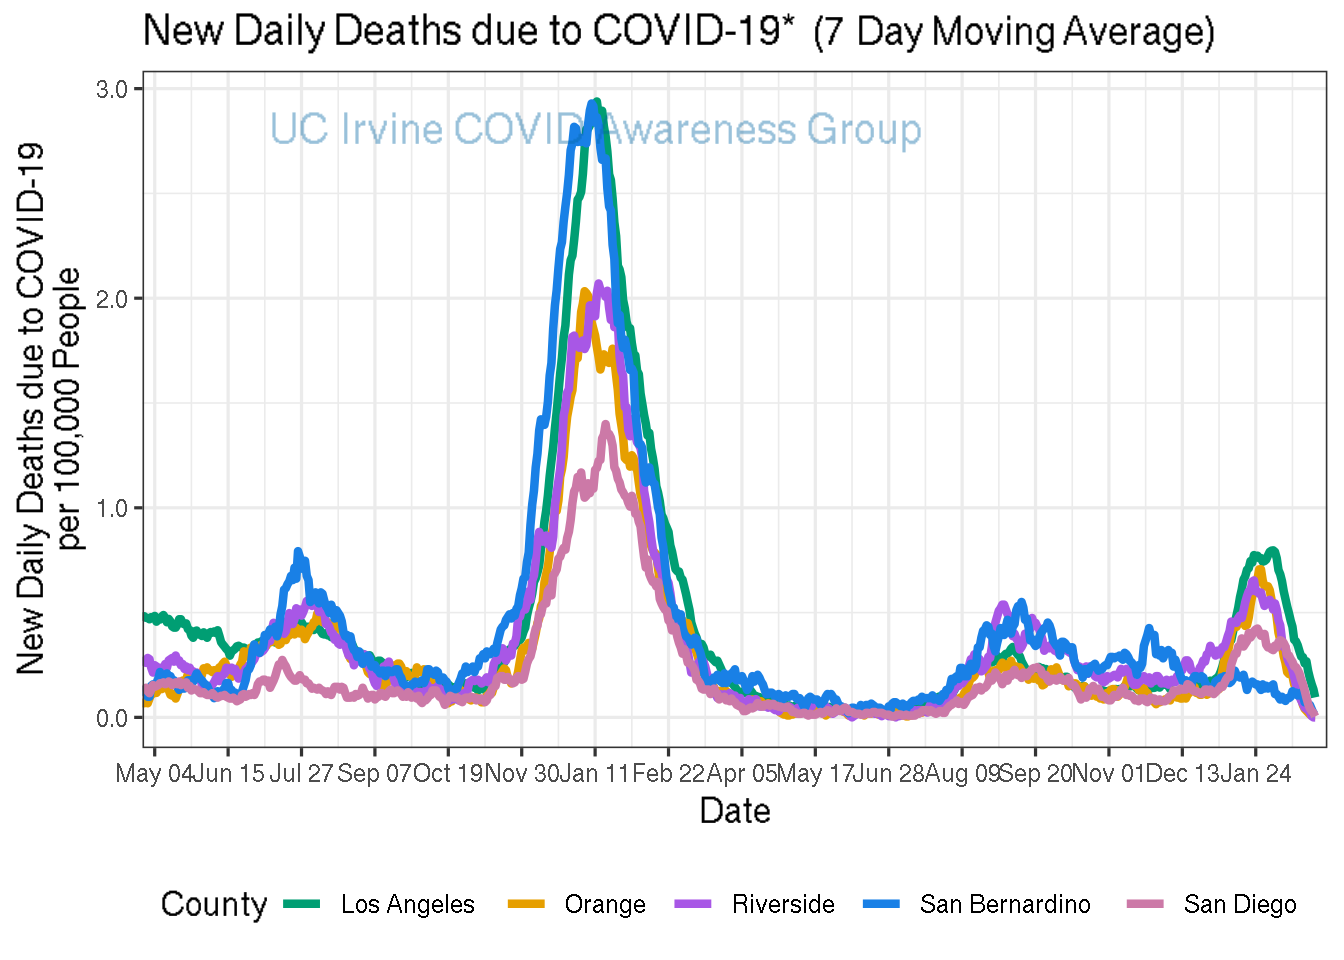 New Daily Deaths due to COVID-19* (7 Day Moving Average)
UC Irvine COVID Awareness Group
New Daily Deaths due to COVID-19
per 100,000 People
3.0
2.0
1.0
0.0
May 04 Jun 15 Jul 27 Sep 07 Oct 19 Nov 30 Jan 11 Feb 22 Apr 05 May 17 Jun 28 Aug 09 Sep 20 Nov 01 Dec 13 Jan 24
Date
County Los Angeles Orange Riverside San Bernardino San Diego